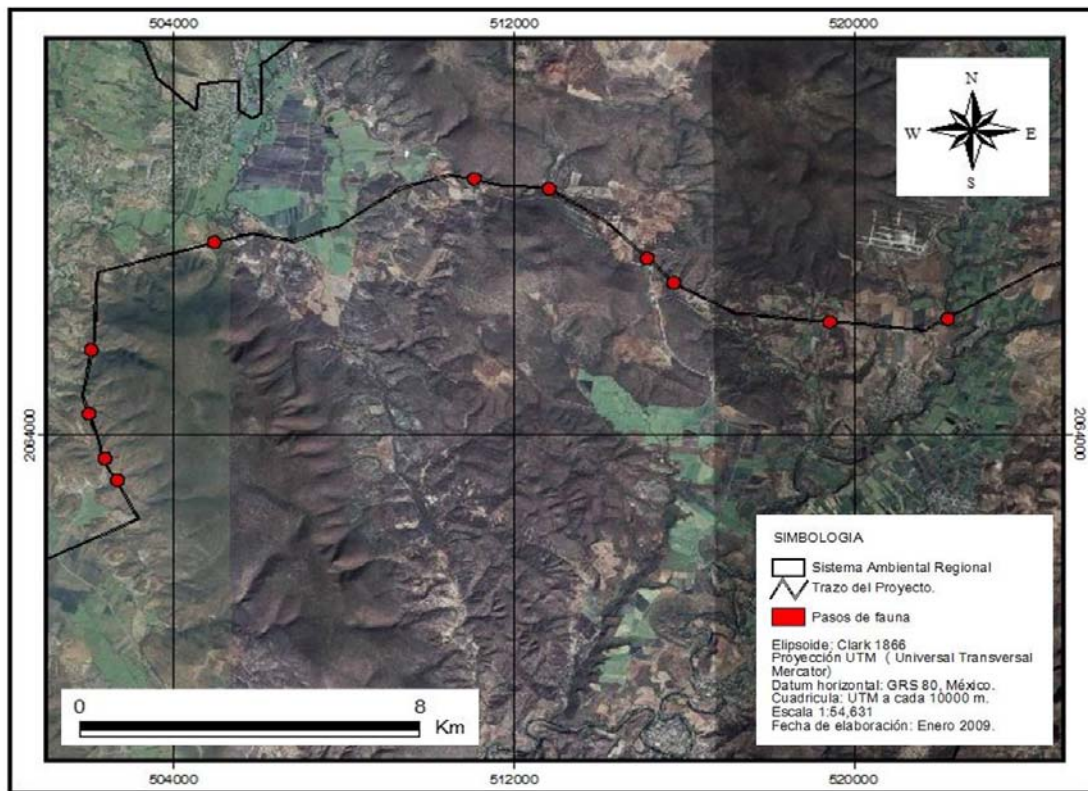 504000 512000 520000
N
W E
S
2064000 2064000
SIMBOLOGIA
Sistema Ambiental Regional
Trazo del Proyecto.
Pasos de fauna
Elipsoide: Clark 1866
Proyección UTM ( Universal Transversal
Mercator)
Datum horizontal: GRS 80, México.
Cuadricula: UTM a cada 10000 m.
Escala 1:54,631
Fecha de elaboración: Enero 2009.
0 8
Km
504000 512000 520000